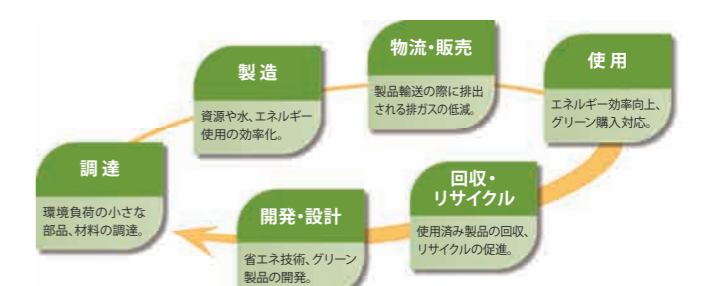 物流・販売
製品輸送の際に排出
される排ガスの低減。
使用
エネルギー効率向上、
グリーン購入対応。
製造
資源や水、エネルギー
使用の効率化。
調達
環境負荷の小さな
部品、材料の調達。
開発・設計
省エネ技術、グリーン
製品の開発。
回収・
リサイクル
使用済み製品の回収、
リサイクルの促進。